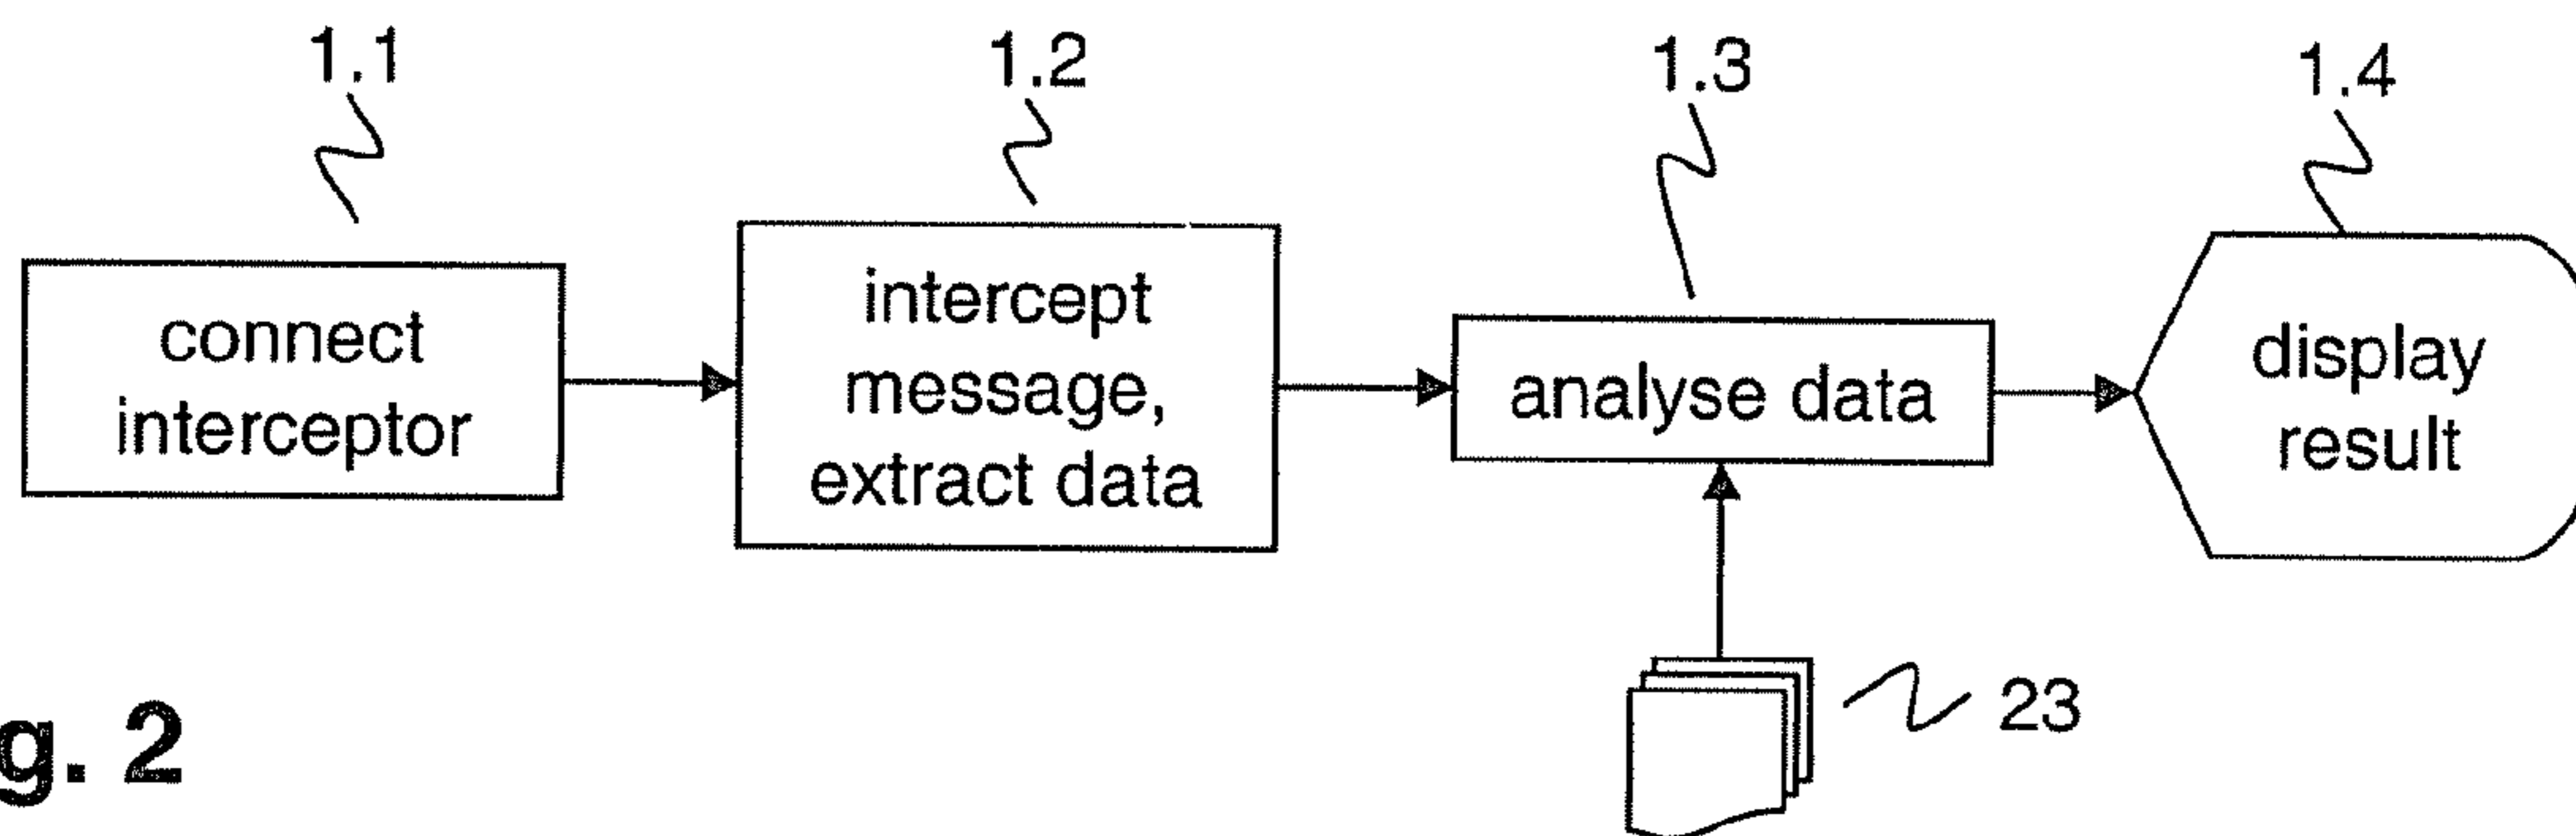 1.1
1.2
1.3
1.4
connect
interceptor
intercept
message,
extract data
analyse data
display
result
23
g. 2